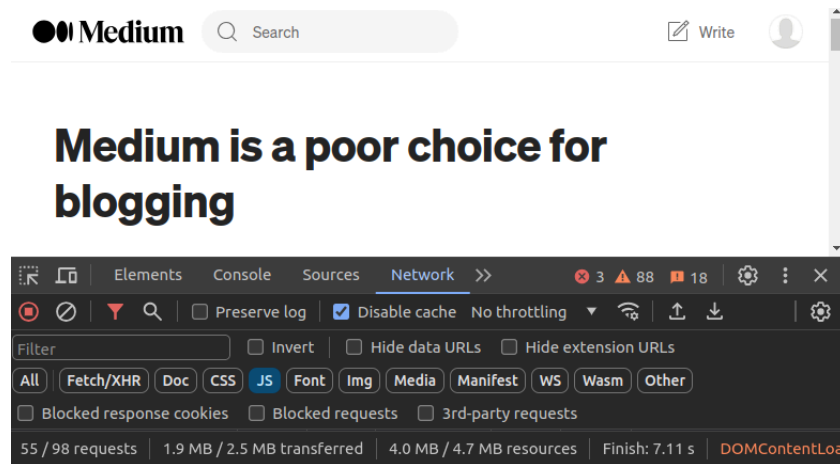 Medium Search Write
Medium is a poor choice for
blogging
Elements Console Sources Network 3 88 18
Preserve log Disable cache No throttling
Filter Invert Hide data URLs Hide extension URLs
All Fetch/XHR Doc CSS JS Font Img Media Manifest WS Wasm Other
Blocked response cookies Blocked requests 3rd-party requests
55 / 98 requests 1.9 MB / 2.5 MB transferred 4.0 MB / 4.7 MB resources Finish: 7.11 s